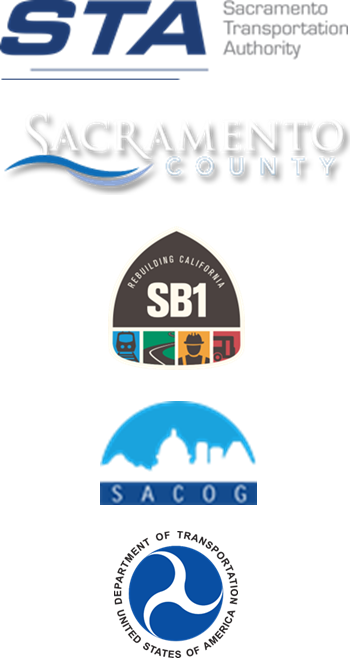 STA
Sacramento
Transportation
Authority
SACRAMENTO
COUNTY
REBUILDING CALIFORNIA
SB1
SACOG
DEPARTMENT OF TRANSPORTATION
UNITED STATES OF AMERICA